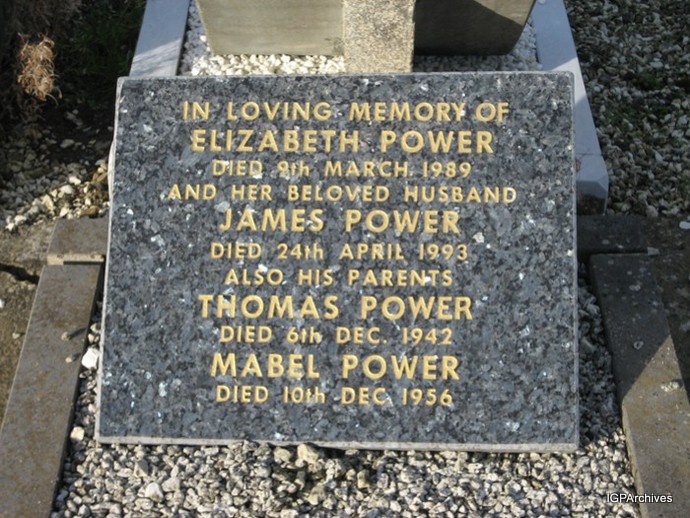 IN LOVING MEMORY OF
ELIZABETH POWER
DIED 9th MARCH. 1989
AND HER BELOVED HUSBAND
JAMES POWER
DIED 24th APRIL 1993
ALSO HIS PARENTS
THOMAS POWER
DIED 6th DEC. 1942
MABEL POWER
DIED 10th DEC. 1956
IGPArchives